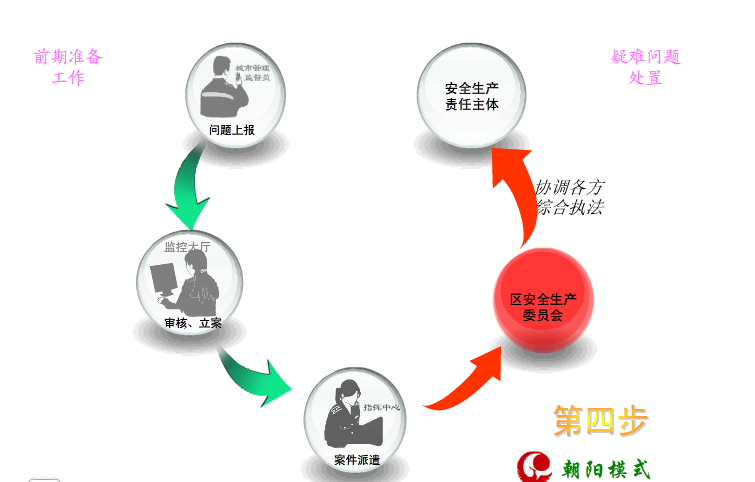 前期准备
工作
城市管理
监督员
问题上报
安全生产
责任主体
疑难问题
处置
协调各方
综合执法
监控大厅
审核、立案
区安全生产
委员会
指挥中心
案件派遣
第四步
朝阳模式